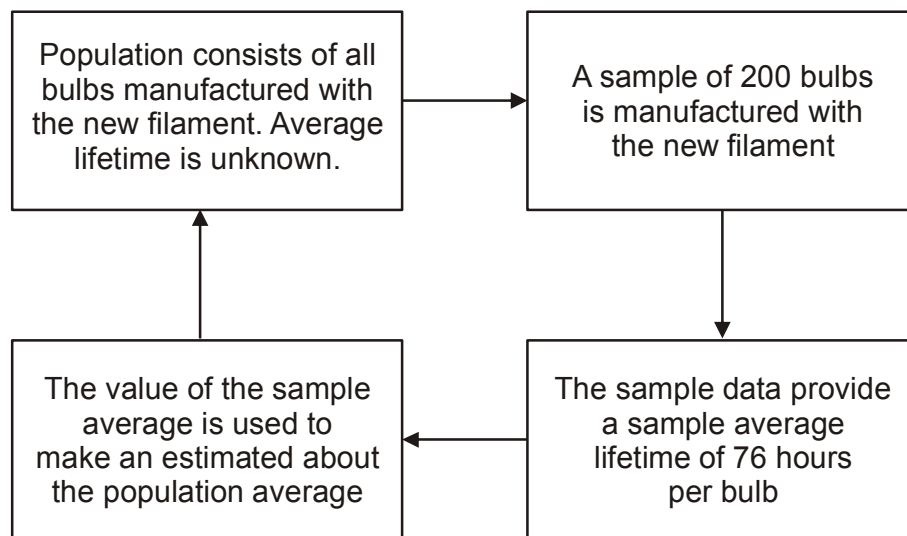 Population consists of all
bulbs manufactured with
the new filament. Average
lifetime is unknown.
A sample of 200 bulbs
is manufactured with
the new filament
The sample data provide
a sample average
lifetime of 76 hours
per bulb
The value of the sample
average is used to
make an estimated about
the population average